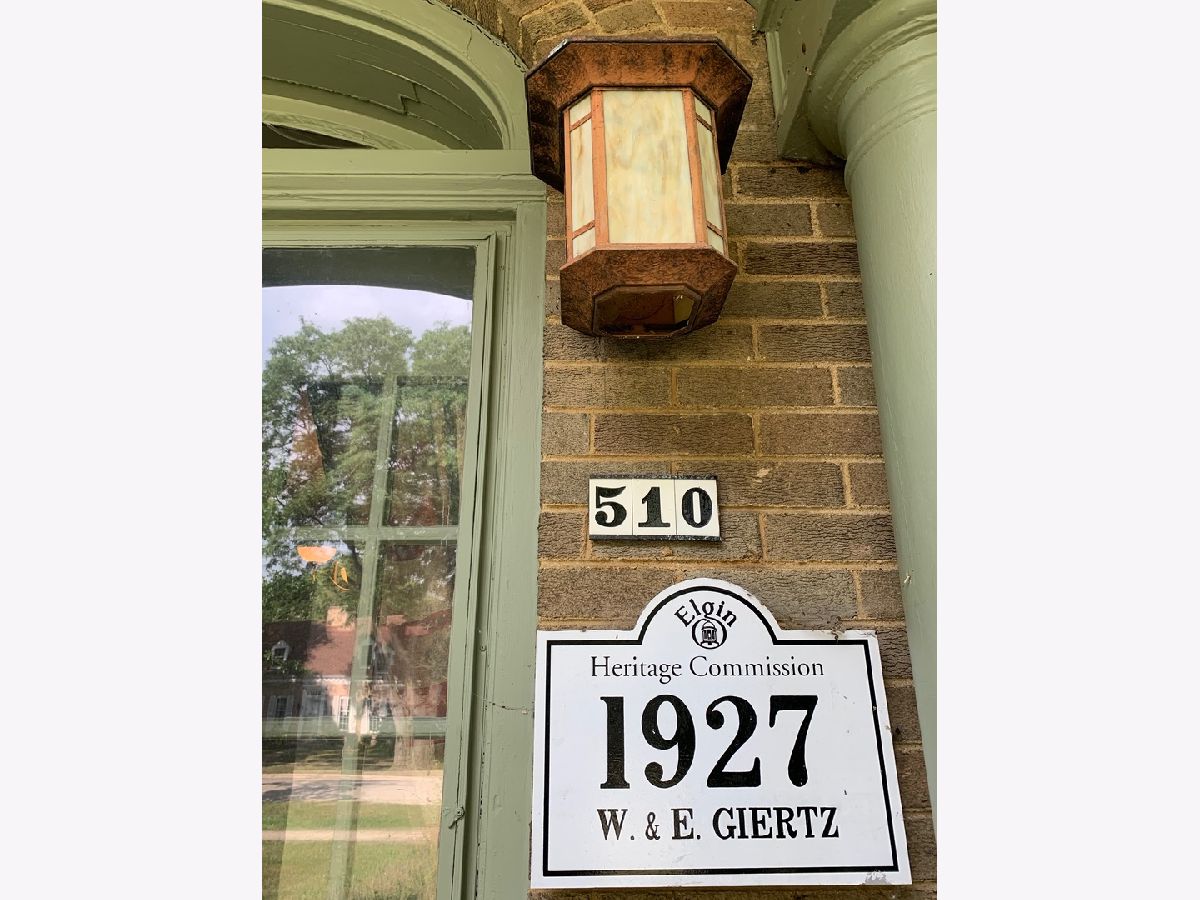 510
Elgin
Heritage Commission
1927
W. & E. GIERTZ